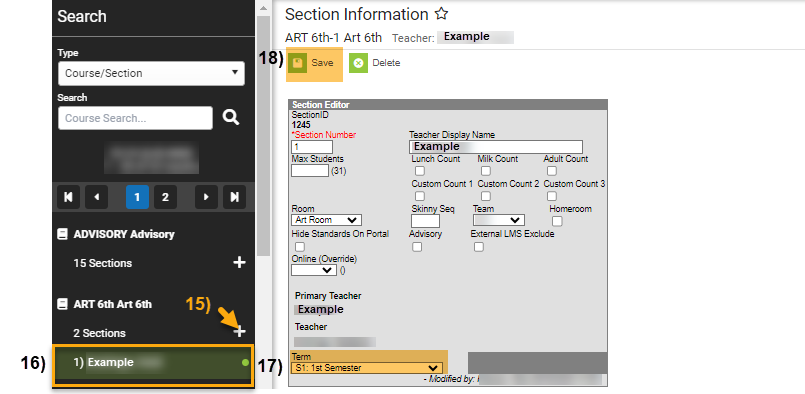 Search
Type
Course/Section
Search
Course Search...
1 2
ADVISORY Advisory
15 Sections
ART 6th Art 6th
15)
2 Sections
16)
1) Example
Section Information
ART 6th-1 Art 6th Teacher: Example
18) Save Delete
Section Editor
SectionID
1245
*Section Number Teacher Display Name
1 Example
Max Students Lunch Count Milk Count Adult Count
(31)
Custom Count 1 Custom Count 2 Custom Count 3
Room Skinny Seq Team Homeroom
Art Room
Hide Standards On Portal Advisory External LMS Exclude
Online (Override)
()
Primary Teacher
Example
Teacher
17) Term
S1: 1st Semester
- Modified by: